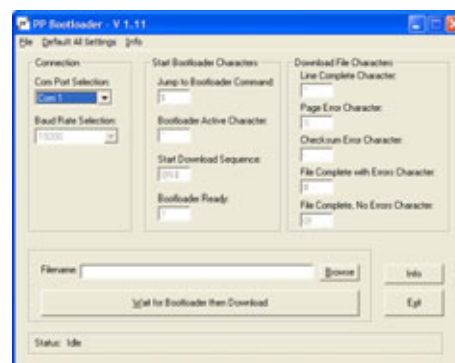 PP Bootloader - V 1.11
File Default All Settings Info
Connection
Com Port Selection:
Com 1
Baud Rate Selection:
19200
Start Bootloader Characters
Jump to Bootloader Command
Bootloader Active Character:
Start Download Sequence:
Bootloader Ready:
Download File Characters
Line Complete Character:
Page Error Character:
Checksum Error Character:
File Complete with Errors Character:
File Complete, No Errors Character:
Filename:
Browse
Wait for Bootloader then Download
Info
Exit
Status: Idle